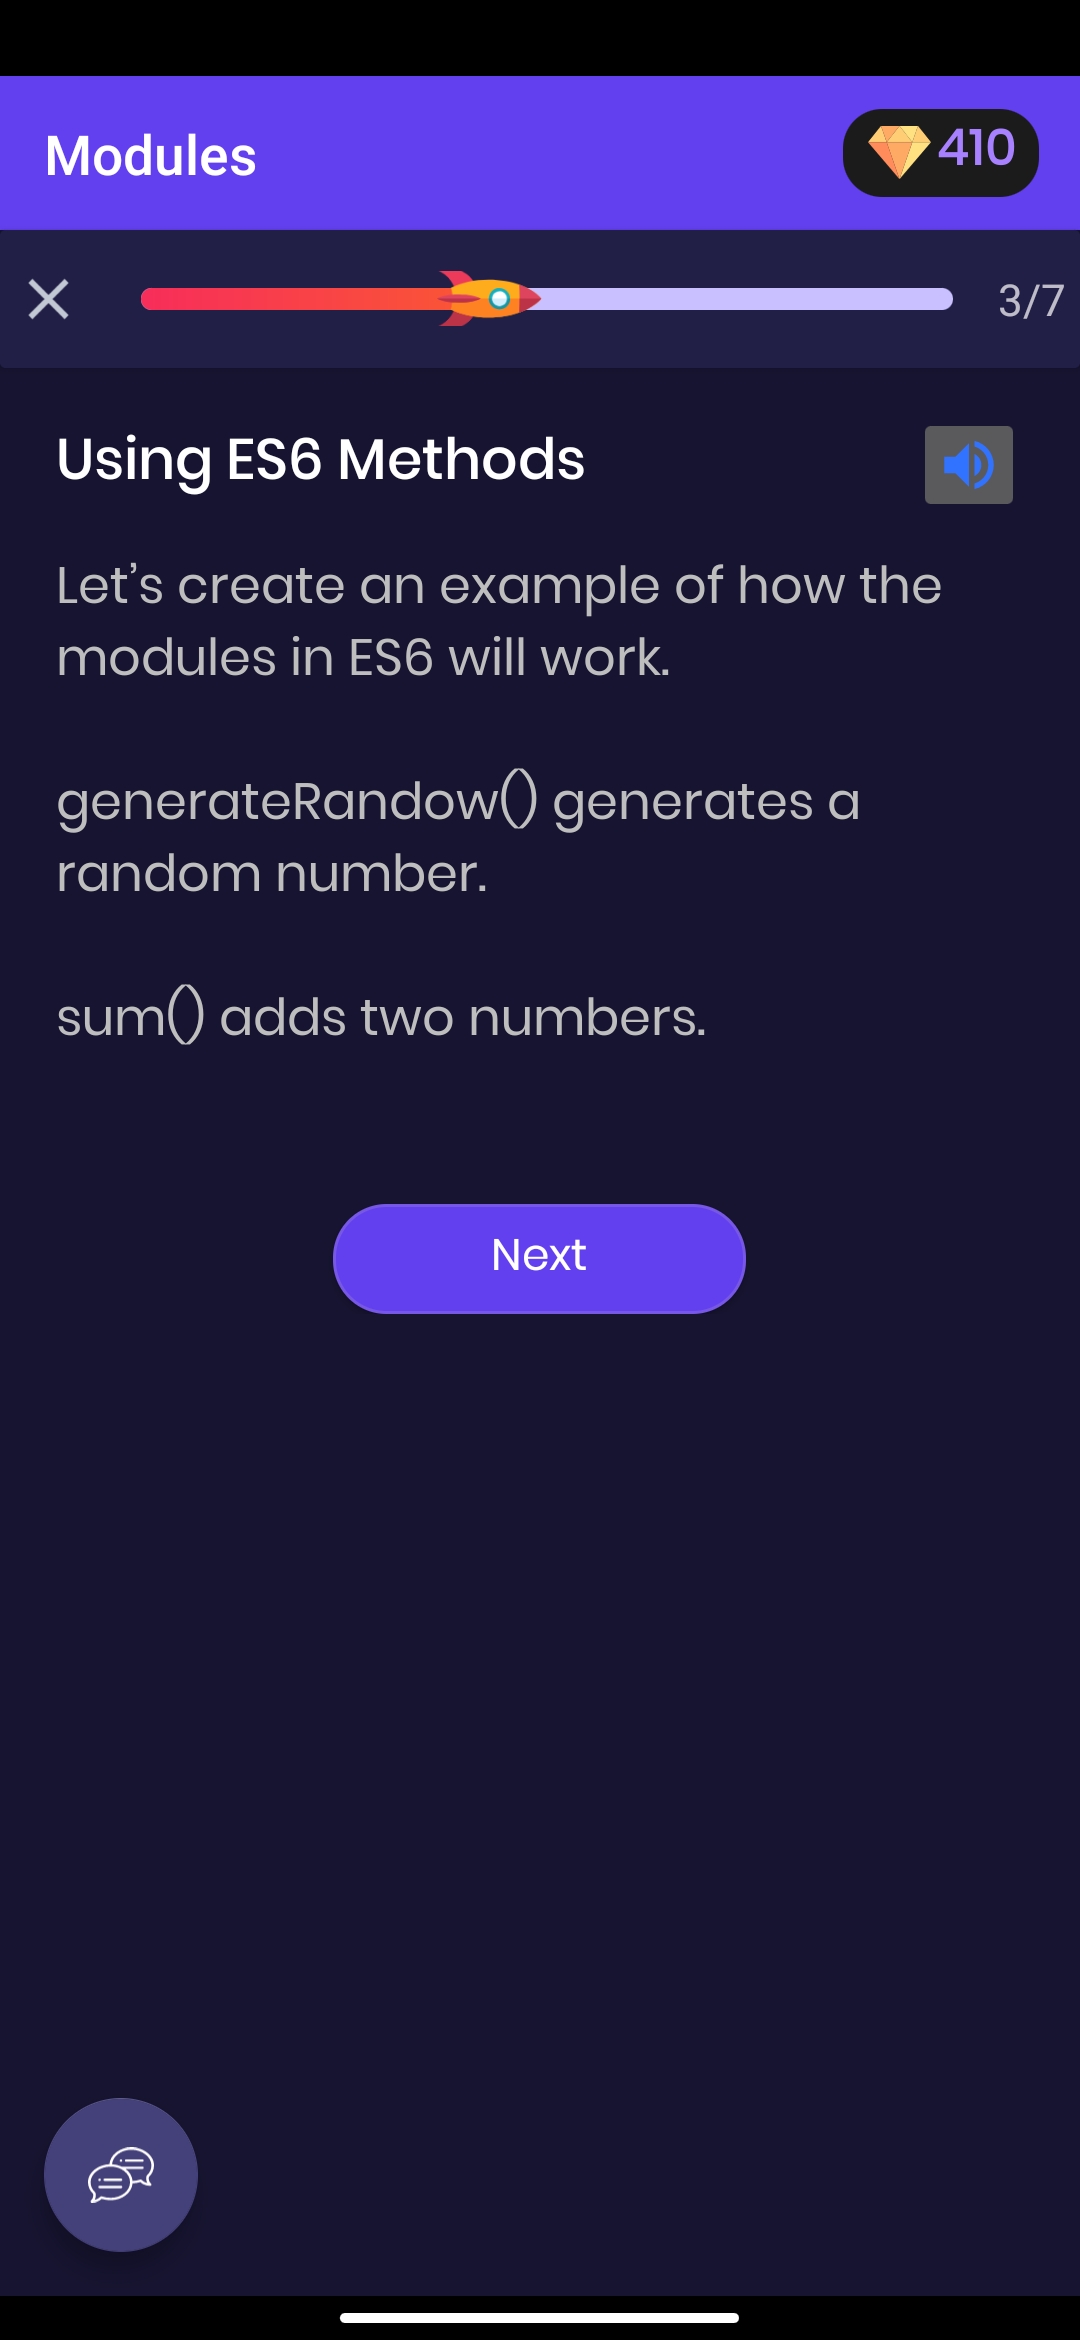 Modules
410
3/7
Using ES6 Methods
Let’s create an example of how the
modules in ES6 will work.
generateRandow() generates a
random number.
sum() adds two numbers.
Next